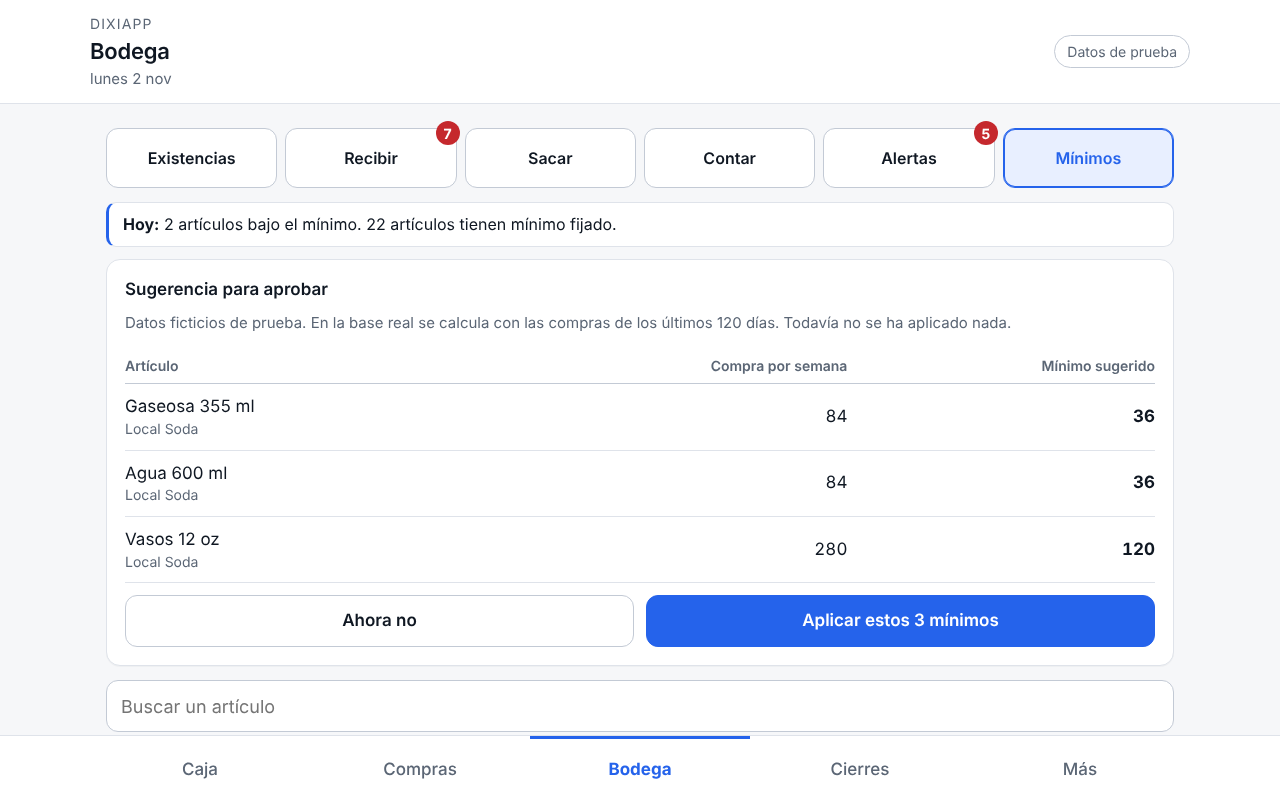 DIXIAPP
Bodega
lunes 2 nov
Datos de prueba
Existencias
Recibir
7
Sacar
Contar
Alertas
5
Mínimos
Hoy: 2 artículos bajo el mínimo. 22 artículos tienen mínimo fijado.
Sugerencia para aprobar
Datos ficticios de prueba. En la base real se calcula con las compras de los últimos 120 días. Todavía no se ha aplicado nada.
Artículo Compra por semana Mínimo sugerido
Gaseosa 355 ml
Local Soda
84 36
Agua 600 ml
Local Soda
84 36
Vasos 12 oz
Local Soda
280 120
Ahora no
Aplicar estos 3 mínimos
Buscar un artículo
Caja Compras Bodega Cierres Más